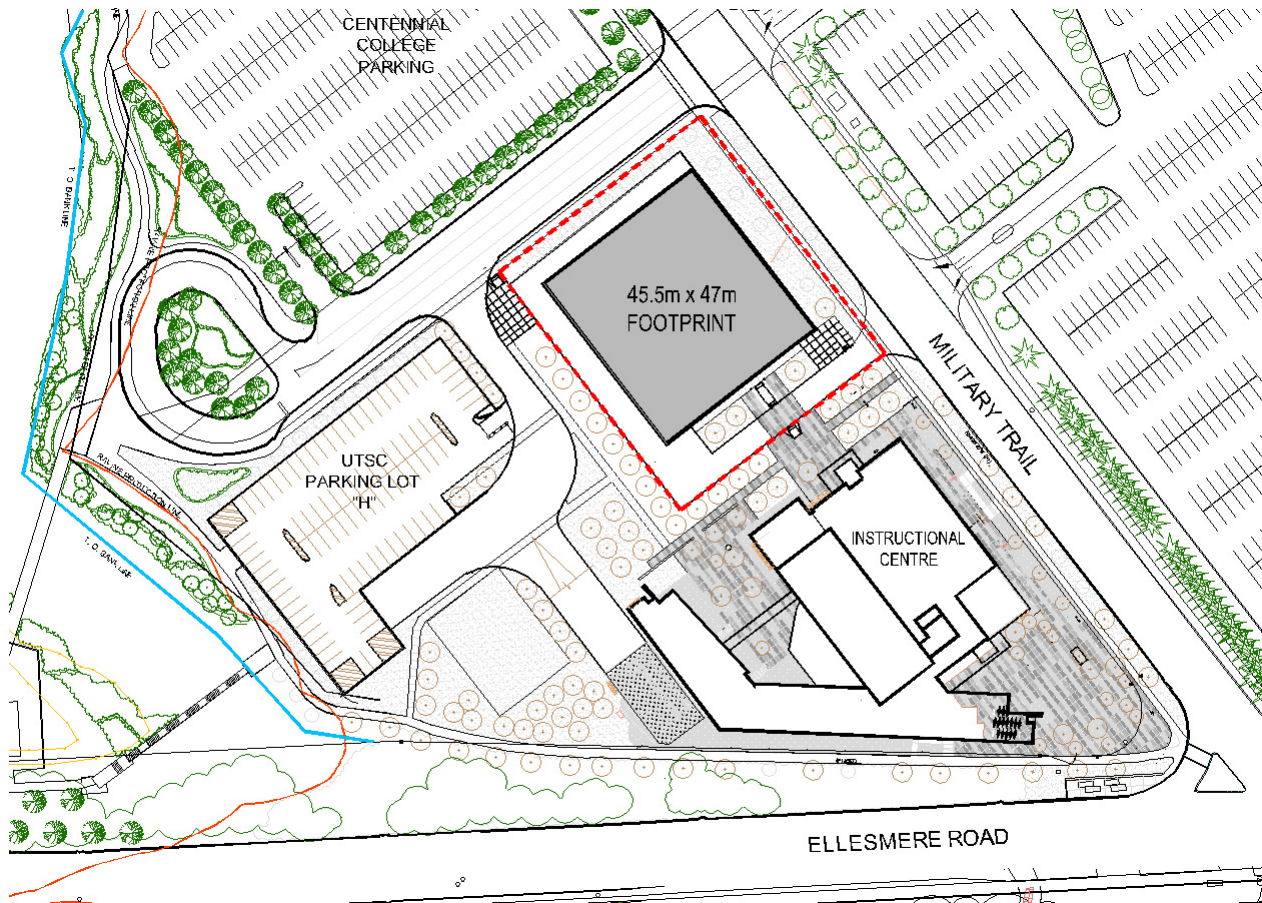 CENTENNIAL
COLLEGE
PARKING
45.5m x 47m
FOOTPRINT
MILITARY TRAIL
UTSC
PARKING LOT
"H"
INSTRUCTIONAL
CENTRE
ELLESMERE ROAD